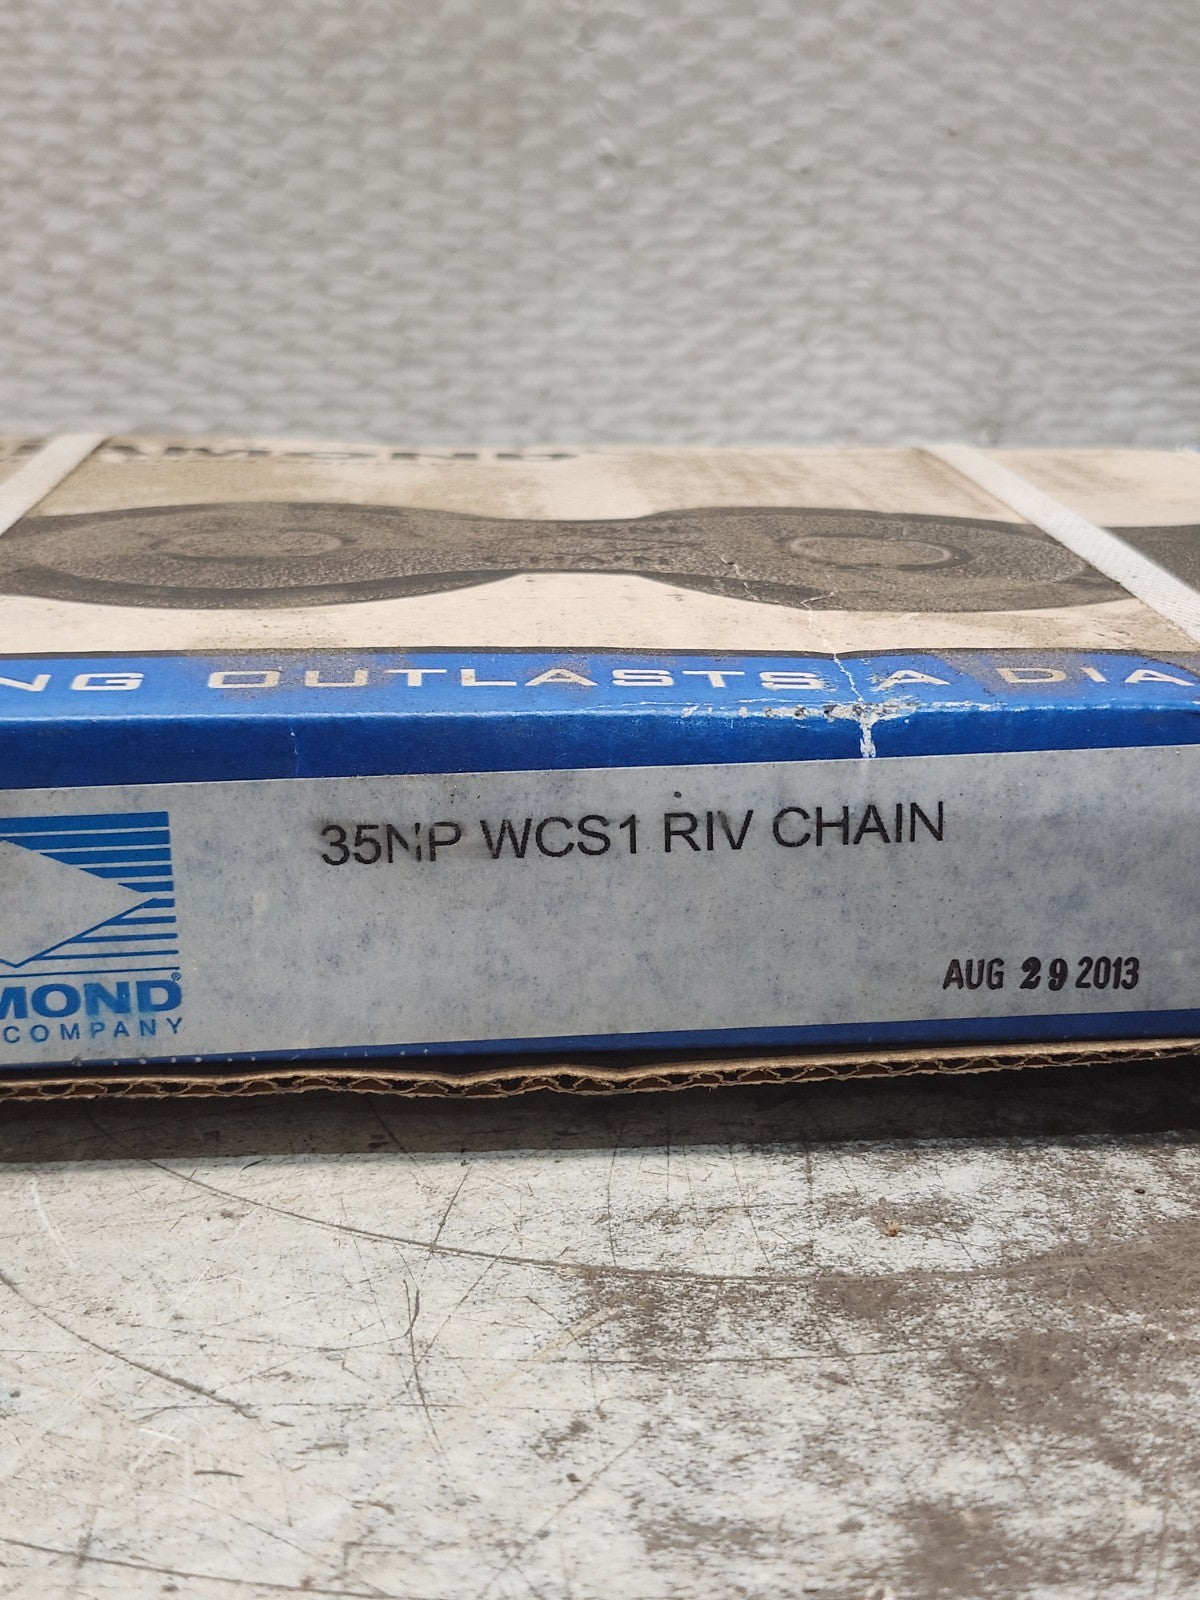 NG OUTLASTS A DIA
35NP WCS1 RIV CHAIN
AUG 29 2013
MOND®
COMPANY